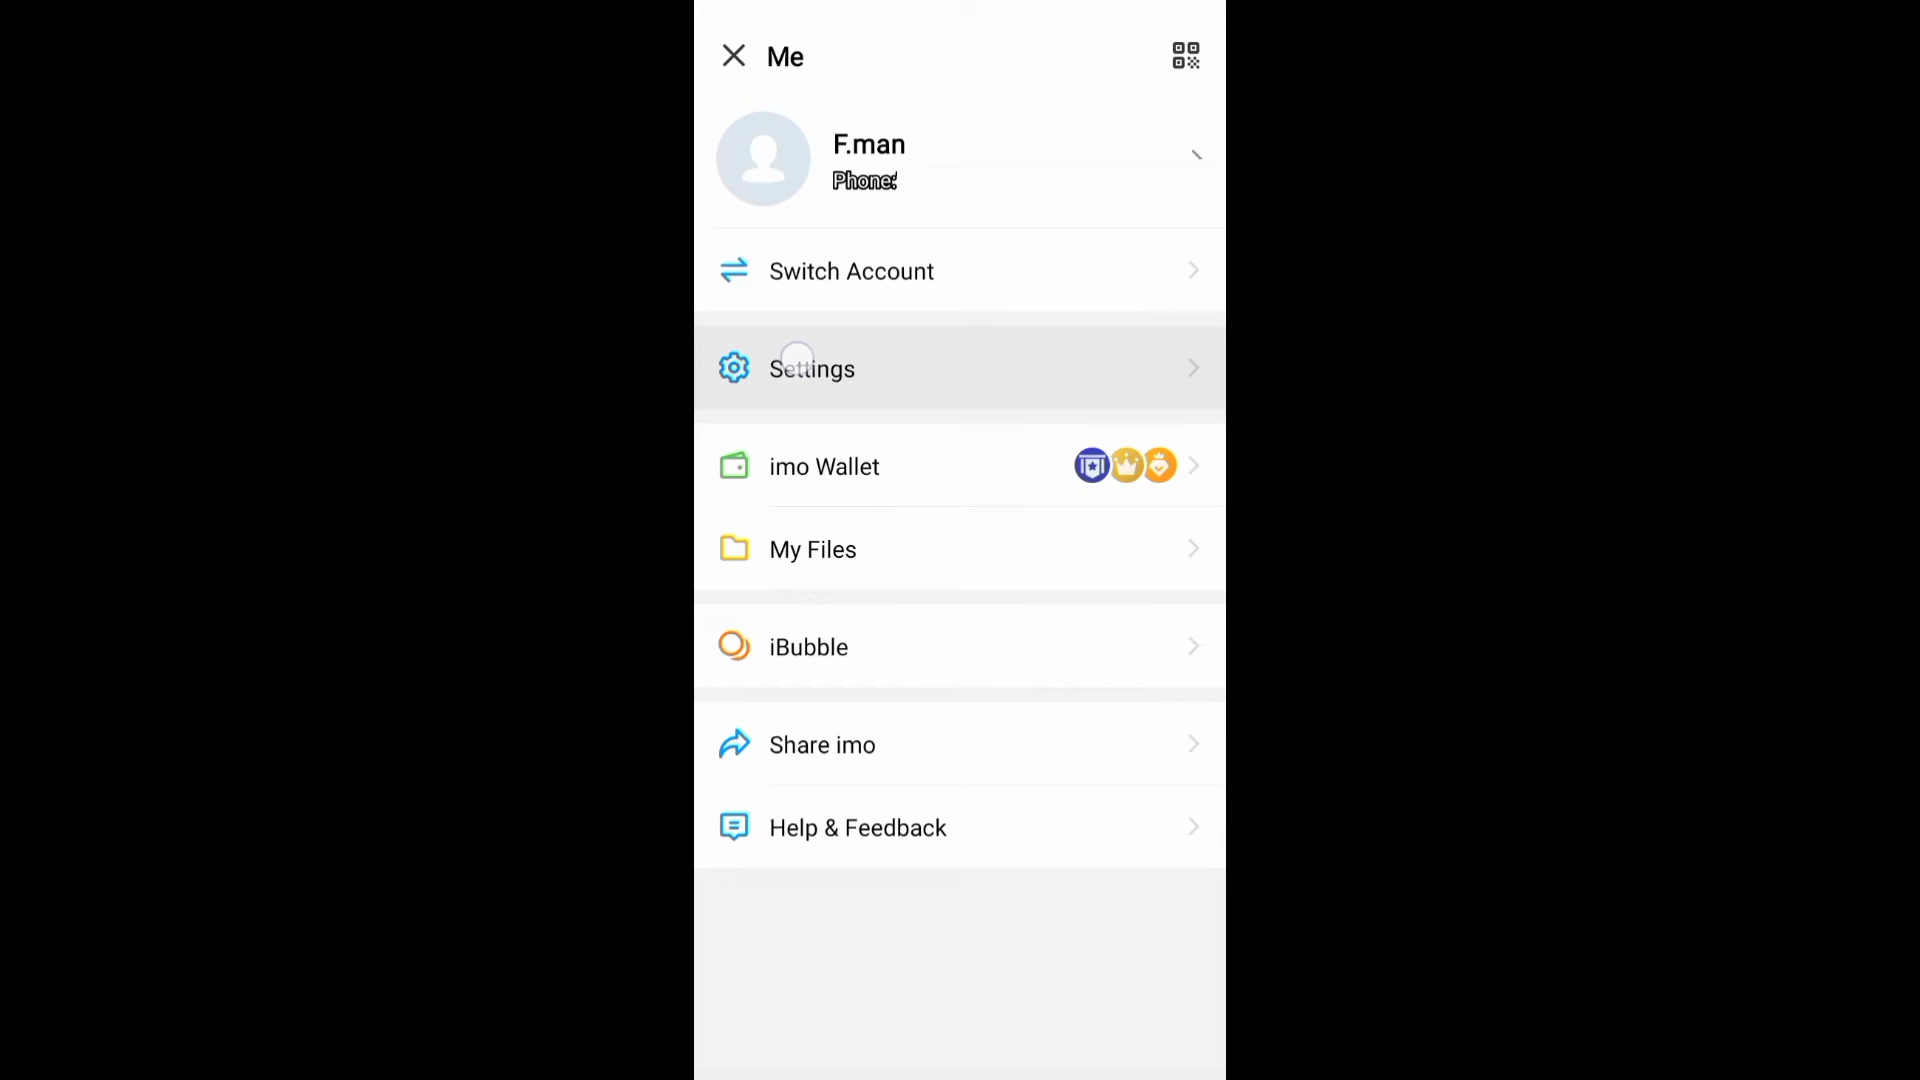 Me
F.man
Phone:
Switch Account
Settings
imo Wallet
My Files
iBubble
Share imo
Help & Feedback